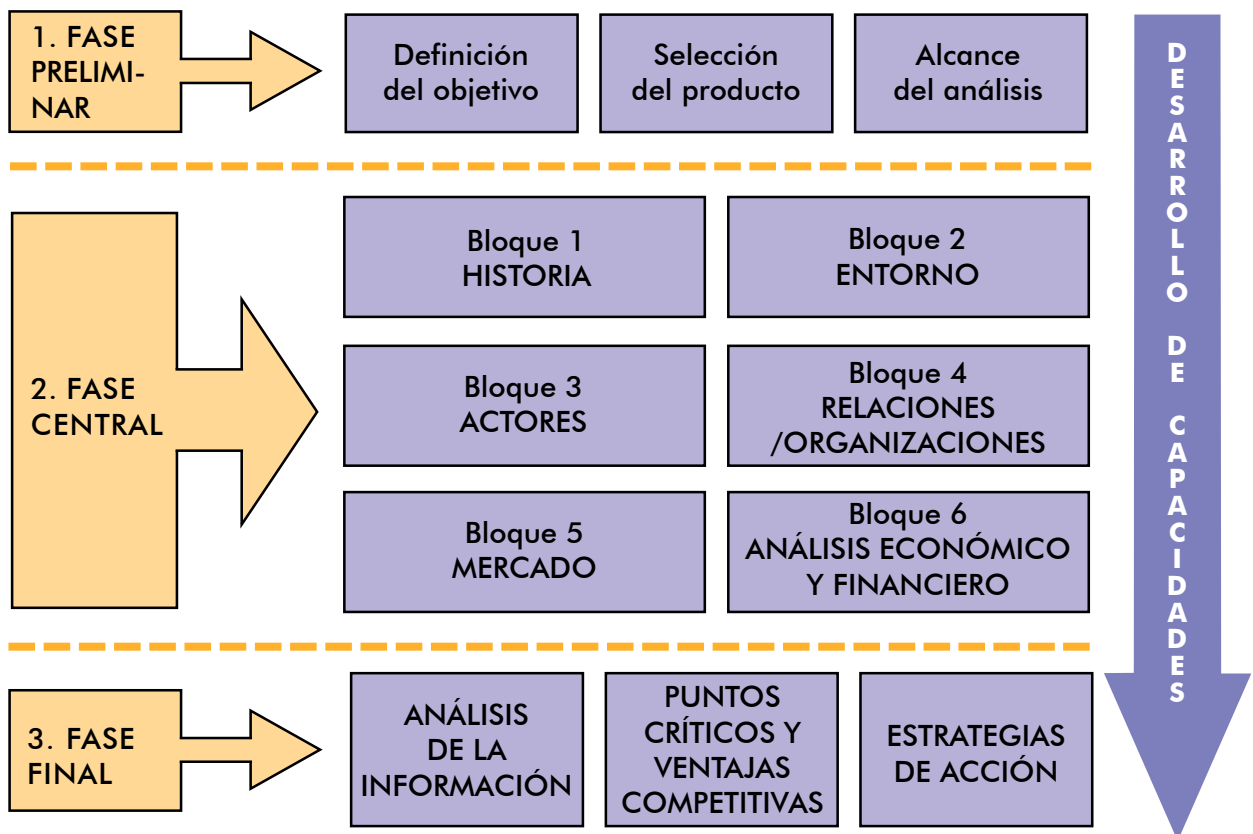 1. FASE
PRELIMI-
NAR
Definición
del objetivo
Selección
del producto
Alcance
del análisis
2. FASE
CENTRAL
Bloque 1
HISTORIA
Bloque 2
ENTORNO
Bloque 3
ACTORES
Bloque 4
RELACIONES
/ORGANIZACIONES
Bloque 5
MERCADO
Bloque 6
ANÁLISIS ECONÓMICO
Y FINANCIERO
3. FASE
FINAL
ANÁLISIS
DE LA
INFORMACIÓN
PUNTOS
CRÍTICOS Y
VENTAJAS
COMPETITIVAS
ESTRATEGIAS
DE ACCIÓN
DESARROLLO DE CAPACIDADES